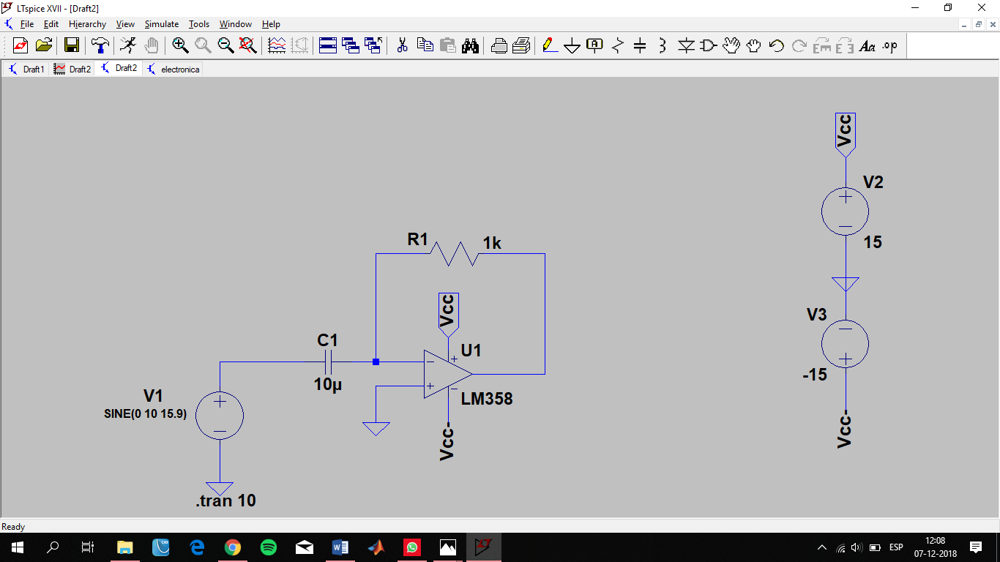 LTspice XVII - [Draft2]
File Edit Hierarchy View Simulate Tools Window Help
Draft1 Draft2 Draft2 electronica
Vcc
V2
15
R1 1k
Vcc
V3
-15
C1
10µ
U1
LM358
V1
SINE(0 10 15.9)
Vcc-
Vcc-
.tran 10
Ready
ESP
12:08
07-12-2018